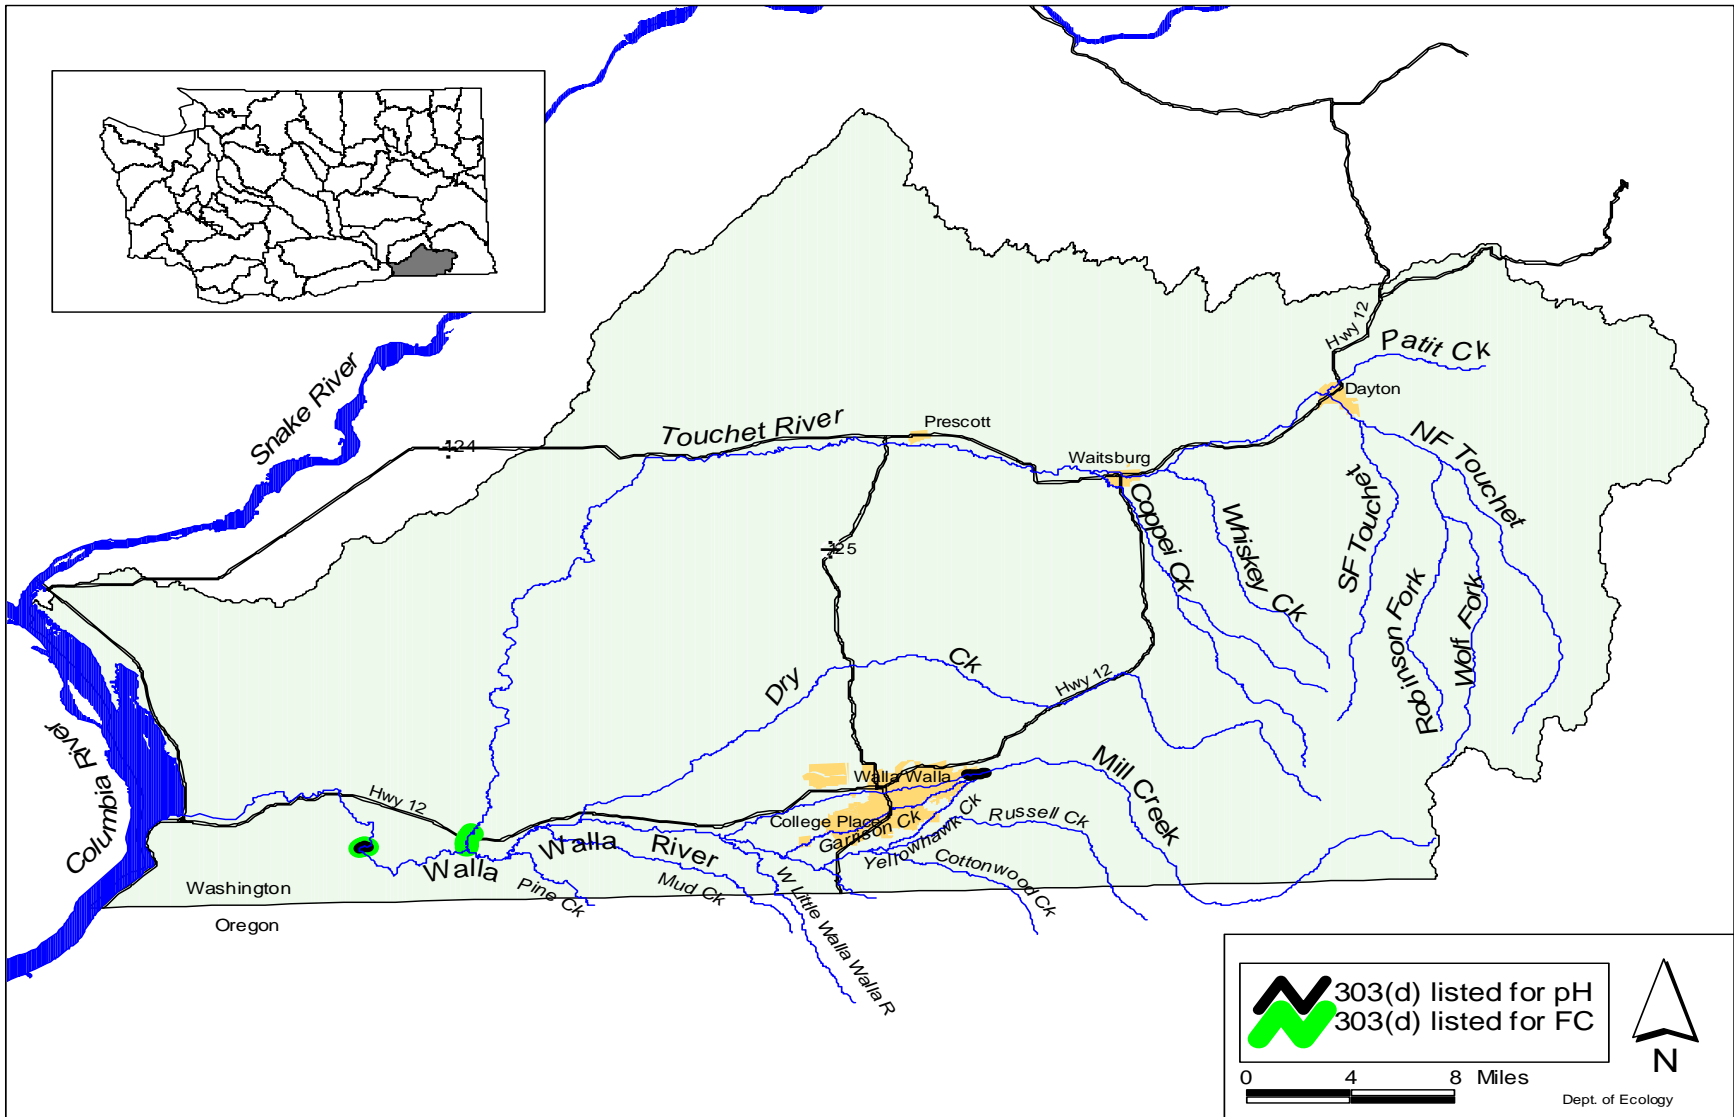 Snake River
124
Touchet River
Prescott
Waitsburg
Hwy 12
Patit Ck
Dayton
NF Touchet
SF Touchet
Coppei Ck
Whiskey Ck
Robinson Fork
Wolf Fork
Dry Ck
Hwy 12
Columbia River
Hwy 12
Walla Walla
College Place
Garrison Ck
Yellowhawk Ck
Mill Creek
Russell Ck
Cottonwood Ck
Walla Walla River
Pine Ck
Mud Ck
W Little Walla Walla R
Washington
Oregon
303(d) listed for pH
303(d) listed for FC
N
0 4 8 Miles
Dept. of Ecology